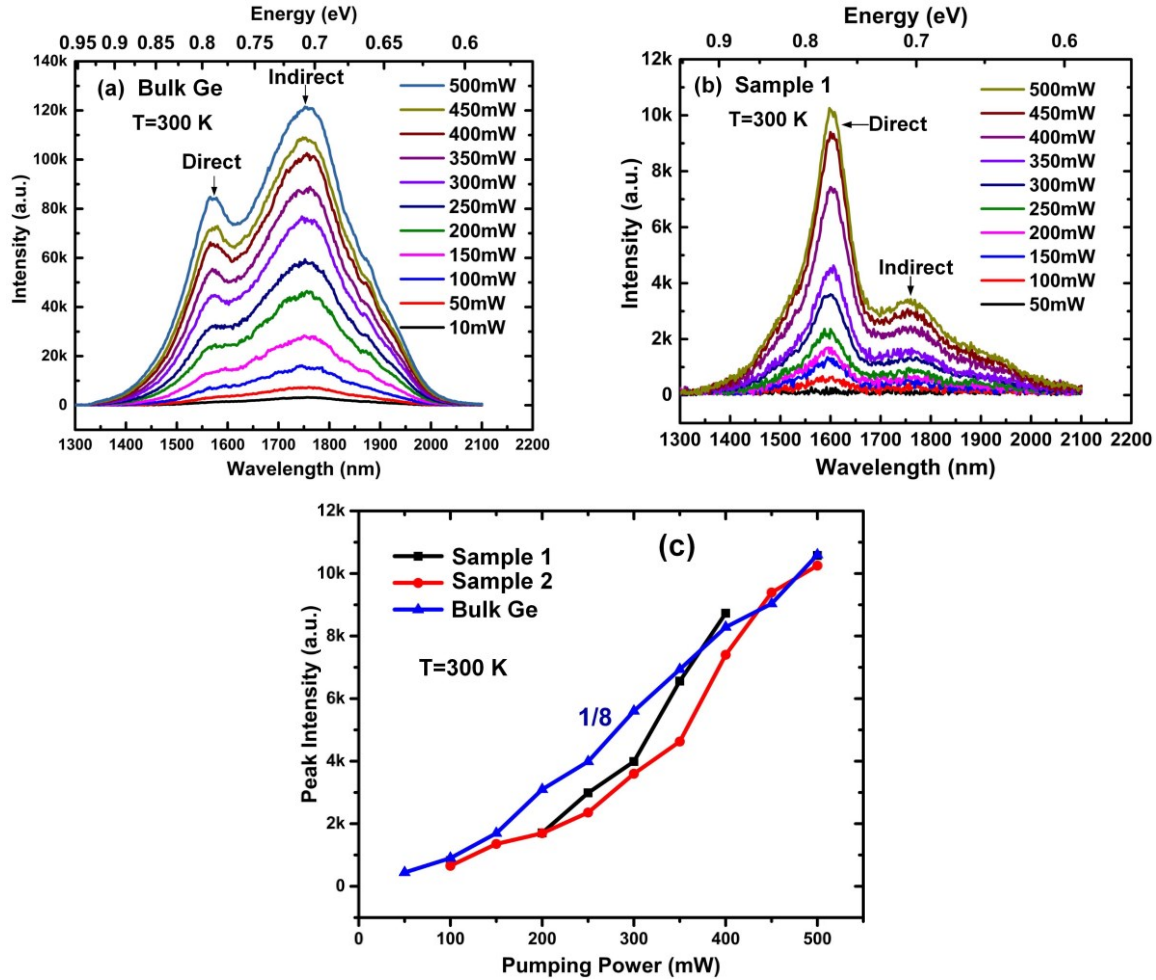 Energy (eV)
0.95 0.9 0.85 0.8 0.75 0.7 0.65 0.6
140k
120k
100k
80k
60k
40k
20k
0
Intensity (a.u.)
(a) Bulk Ge
T=300 K
Direct
Indirect
500mW
450mW
400mW
350mW
300mW
250mW
200mW
150mW
100mW
50mW
10mW
1300 1400 1500 1600 1700 1800 1900 2000 2100 2200
Wavelength (nm)
Energy (eV)
0.9 0.8 0.7 0.6
12k
10k
8k
6k
4k
2k
0
Intensity (a.u.)
(b) Sample 1
T=300 K
Direct
Indirect
500mW
450mW
400mW
350mW
300mW
250mW
200mW
150mW
100mW
50mW
1300 1400 1500 1600 1700 1800 1900 2000 2100 2200
Wavelength (nm)
12k
10k
8k
6k
4k
2k
0
Peak Intensity (a.u.)
Sample 1
Sample 2
Bulk Ge
(c)
T=300 K
1/8
0 100 200 300 400 500
Pumping Power (mW)